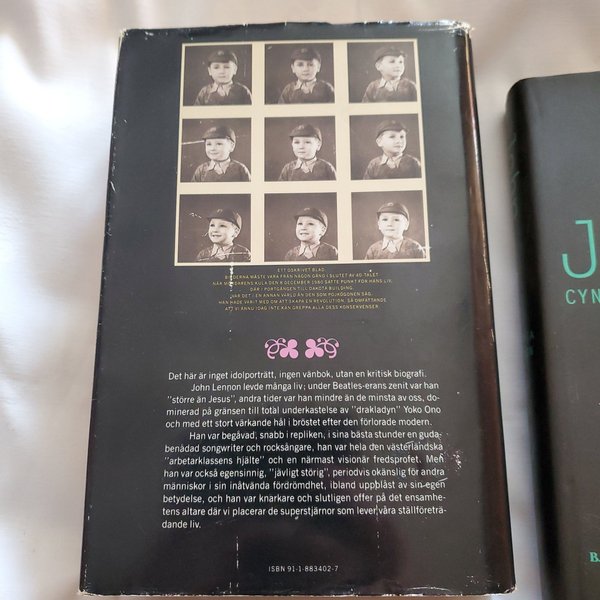 ETT OSKRIVET BLAD.
BILDERNA MÅSTE VARA FRÅN NÅGON GÅNG I SLUTET AV 40-TALET
NÄR MÖRDARENS KULA DEN 8 DECEMBER 1980 SATTE PUNKT FÖR HANS LIV,
DÄR I PORTGÅNGEN TILL DAKOTA BUILDING,
VAR DET I EN ANNAN VÄRLD ÄN DEN SOM POJKÖGONEN SÅG.
HAN HADE VARIT MED OM ATT SKAPA EN REVOLUTION, SÅ OMFATTANDE
ATT VI ÄNNU IDAG INTE KAN GREPPA ALLA DESS KONSEKVENSER.
Det här är inget idolporträtt, ingen vänbok, utan en kritisk biografi.
John Lennon levde många liv; under Beatles-erans zenit var han
"större än Jesus", andra tider var han mindre än de minsta av oss, do-
minerad på gränsen till total underkastelse av "drakladyn" Yoko Ono
och med ett stort värkande hål i bröstet efter den förlorade modern.
Han var begåvad, snabb i repliken, i sina bästa stunder en guda-
benådad songwriter och rocksångare, han var hela den västerländska
"arbetarklassens hjälte" och en närmast visionär fredsprofet. Men
han var också egensinnig, "jävligt störig", periodvis okänslig för andra
människor i sin inåtvända fördrömdhet, ibland uppblåst av sin egen
betydelse, och han var knarkare och slutligen offer på det ensamhe-
tens altare där vi placerar de superstjärnor som lever våra ställföreträ-
dande liv.
ISBN 91-1-883402-7
J
CYN
B